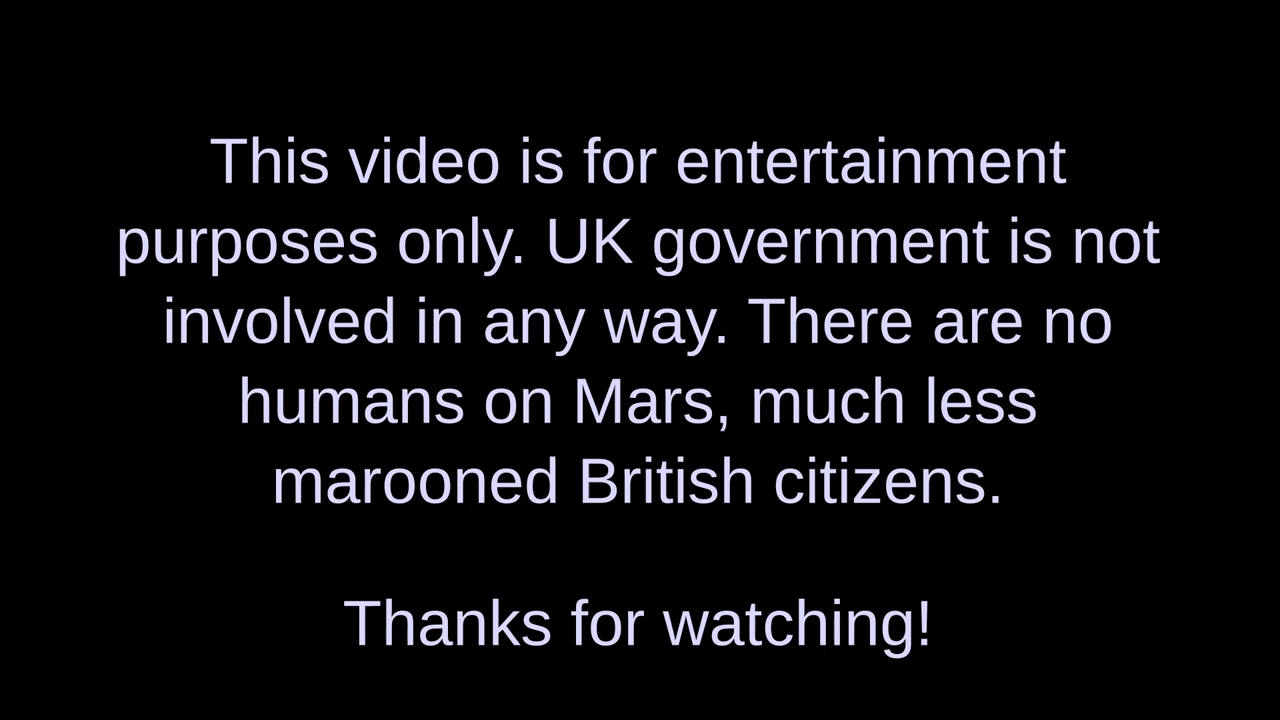 This video is for entertainment
purposes only. UK government is not
involved in any way. There are no
humans on Mars, much less
marooned British citizens.
Thanks for watching!